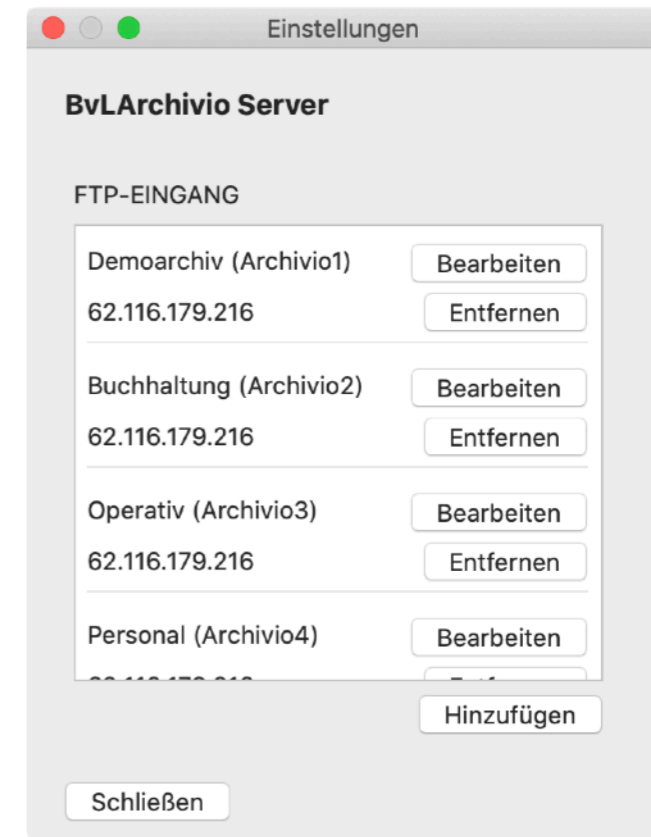 Einstellungen
BvLArchivio Server
FTP-EINGANG
Demoarchiv (Archivio1) Bearbeiten
62.116.179.216 Entfernen
Buchhaltung (Archivio2) Bearbeiten
62.116.179.216 Entfernen
Operativ (Archivio3) Bearbeiten
62.116.179.216 Entfernen
Personal (Archivio4) Bearbeiten
Hinzufügen
Schließen